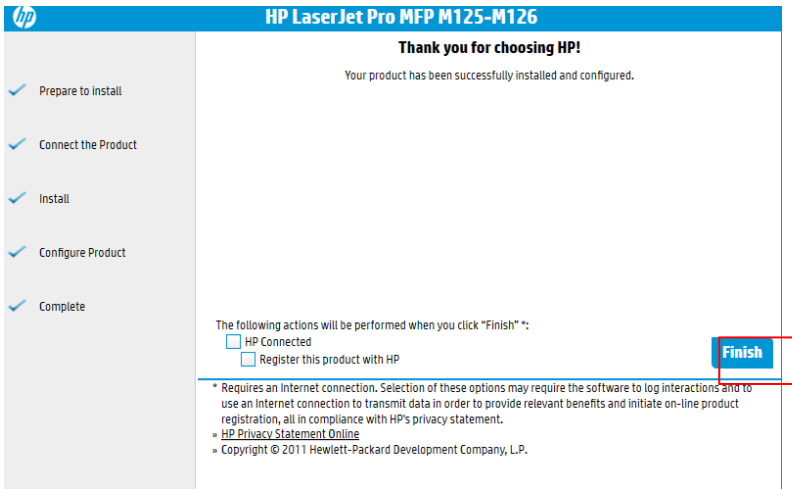 hp
HP LaserJet Pro MFP M125-M126
Thank you for choosing HP!
Your product has been successfully installed and configured.
Prepare to install
Connect the Product
Install
Configure Product
Complete
The following actions will be performed when you click "Finish" *:
HP Connected
Register this product with HP
Finish
* Requires an Internet connection. Selection of these options may require the software to log interactions and to
use an Internet connection to transmit data in order to provide relevant benefits and initiate on-line product
registration, all in compliance with HP's privacy statement.
» HP Privacy Statement Online
» Copyright © 2011 Hewlett-Packard Development Company, L.P.